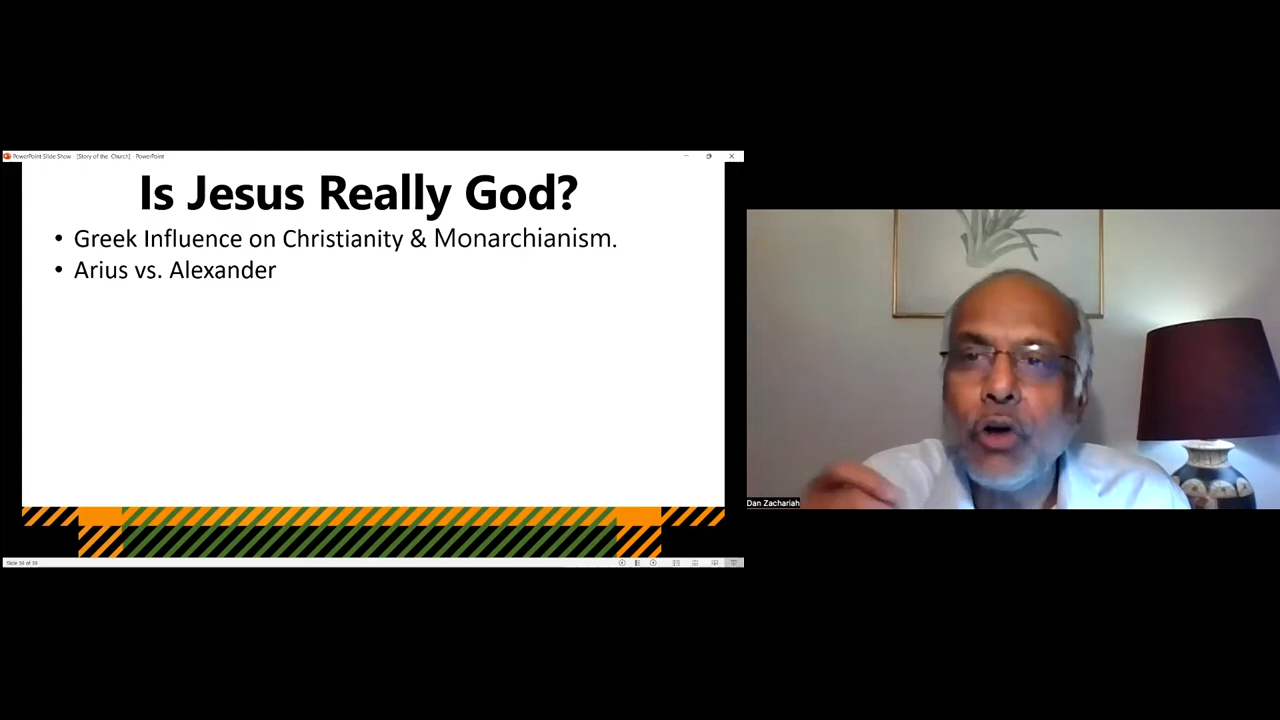 PowerPoint Slide Show - [Story of the Church] - PowerPoint
Is Jesus Really God?
• Greek Influence on Christianity & Monarchianism.
• Arius vs. Alexander
Dan Zachariah